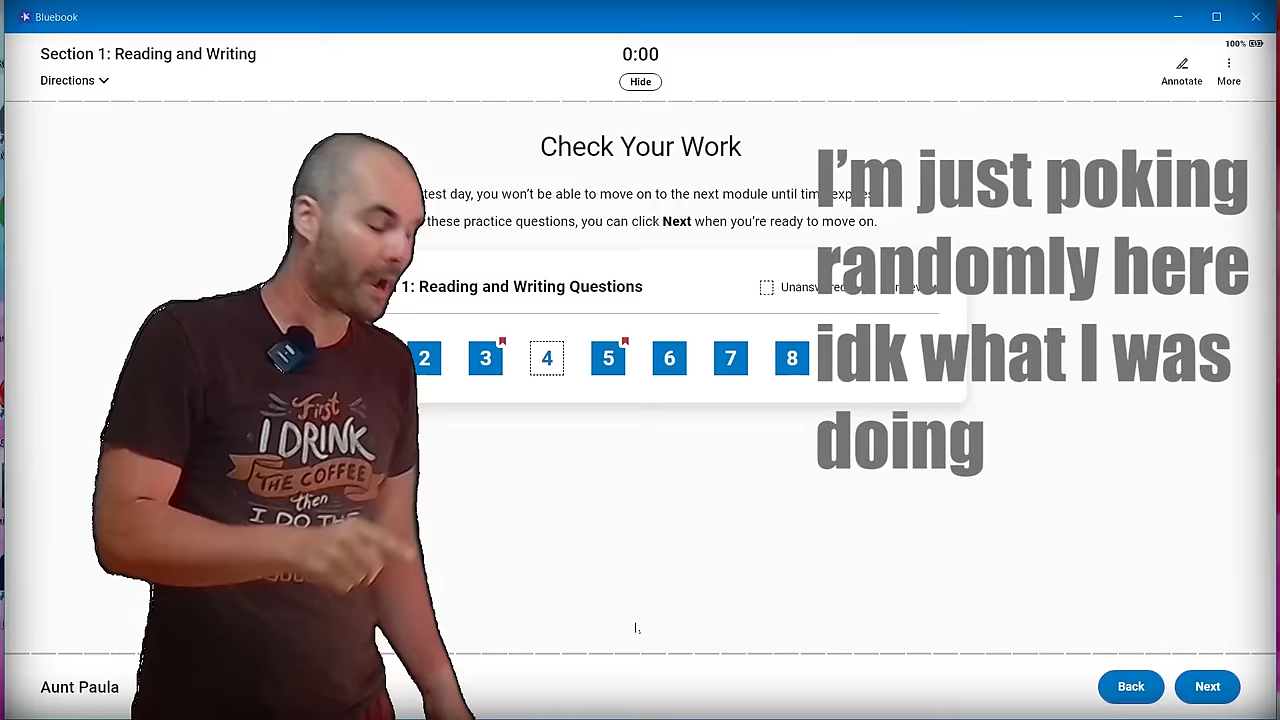 Bluebook
Section 1: Reading and Writing
0:00
100%
Directions
Hide
Annotate
More
Check Your Work
test day, you won't be able to move on to the next module until time
these practice questions, you can click Next when you're ready to move on.
I'm just poking
randomly here
idk what I was
doing
1: Reading and Writing Questions
2 3 4 5 6 7 8
First
I DRINK
THE COFFEE
then
I DO THE
Aunt Paula
Back
Next